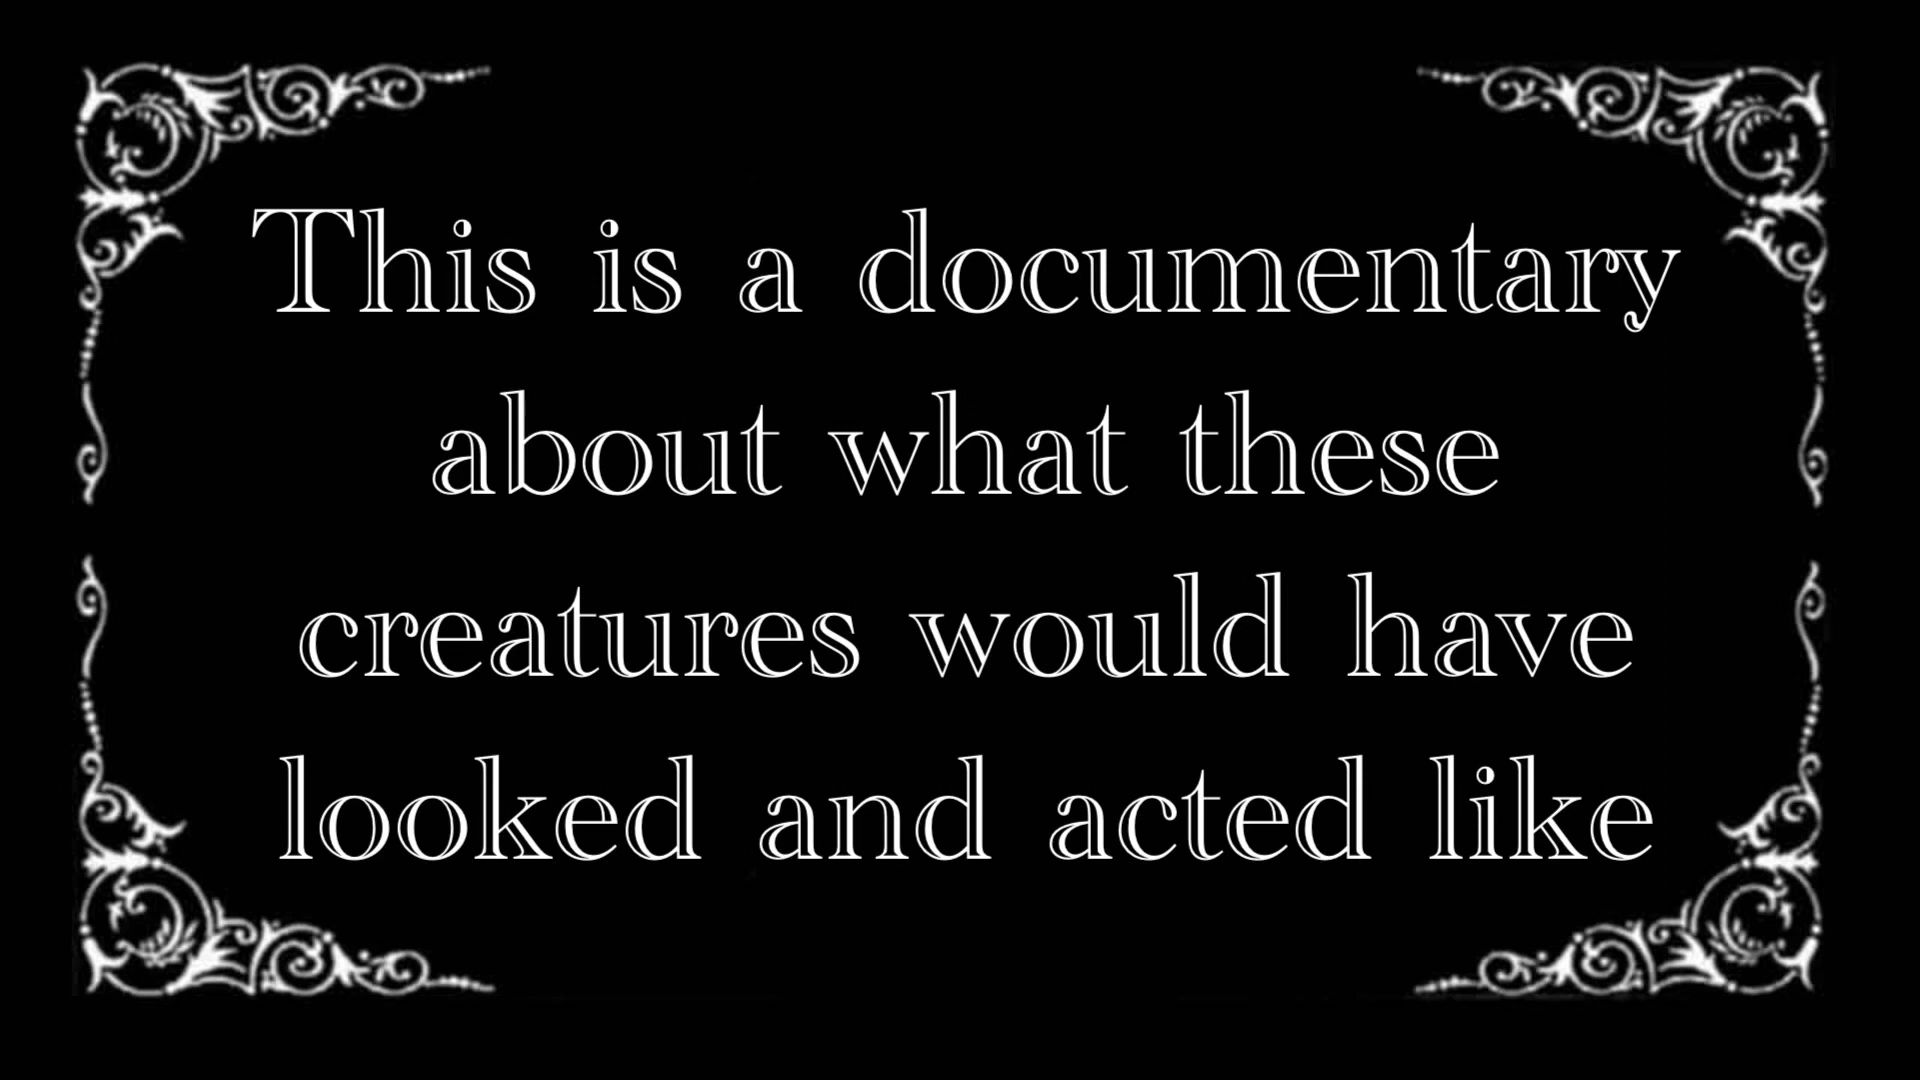 This is a documentary
about what these
creatures would have
looked and acted like